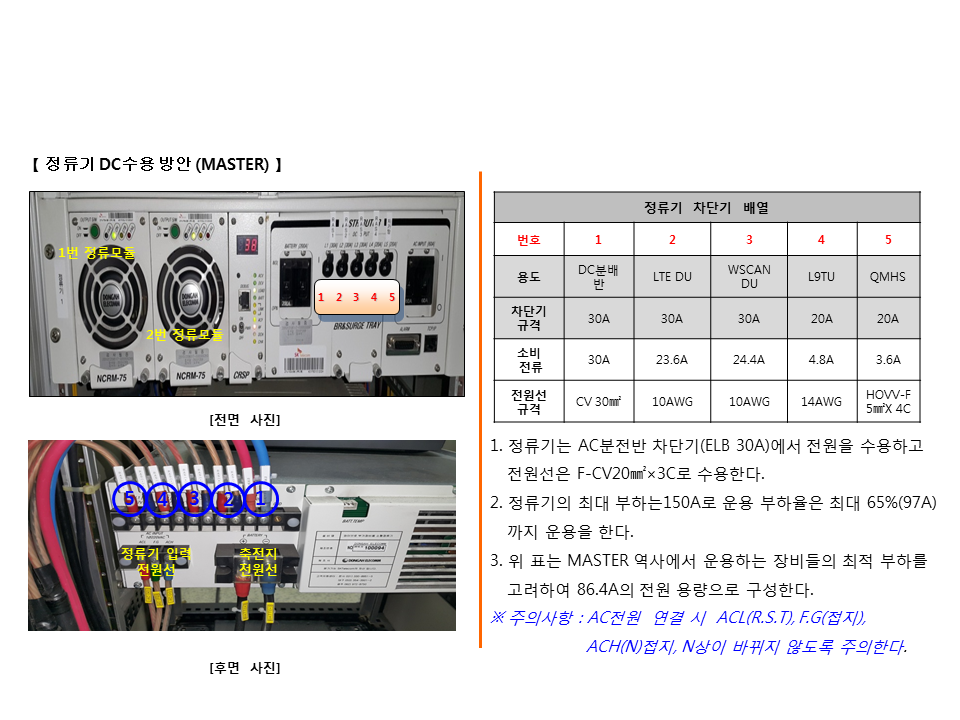 【 정류기 DC수용 방안 (MASTER) 】
1번 정류모듈
2번 정류모듈
NCRM-75
NCRM-75
CRSP
38
BATTERY
AC INPUT
BR&SURGE TRAY
ALARM
1 2 3 4 5
[전면 사진]
5 4 3 2 1
AC INPUT
BATTERY
BATT.TEMP
정류기 입력
전원선
축전지
전원선
100094
DONGAH ELECOMM
[후면 사진]
정류기 차단기 배열
번호 1 2 3 4 5
용도 DC분배반 LTE DU WSCAN DU L9TU QMHS
차단기 규격 30A 30A 30A 20A 20A
소비 전류 30A 23.6A 24.4A 4.8A 3.6A
전원선 규격 CV 30㎟ 10AWG 10AWG 14AWG HOVV-F 5㎟X 4C
1. 정류기는 AC분전반 차단기(ELB 30A)에서 전원을 수용하고
전원선은 F-CV20㎟×3C로 수용한다.
2. 정류기의 최대 부하는150A로 운용 부하율은 최대 65%(97A)
까지 운용을 한다.
3. 위 표는 MASTER 역사에서 운용하는 장비들의 최적 부하를
고려하여 86.4A의 전원 용량으로 구성한다.
※ 주의사항 : AC전원 연결 시 ACL(R.S.T), F.G(접지),
ACH(N)접지, N상이 바뀌지 않도록 주의한다.